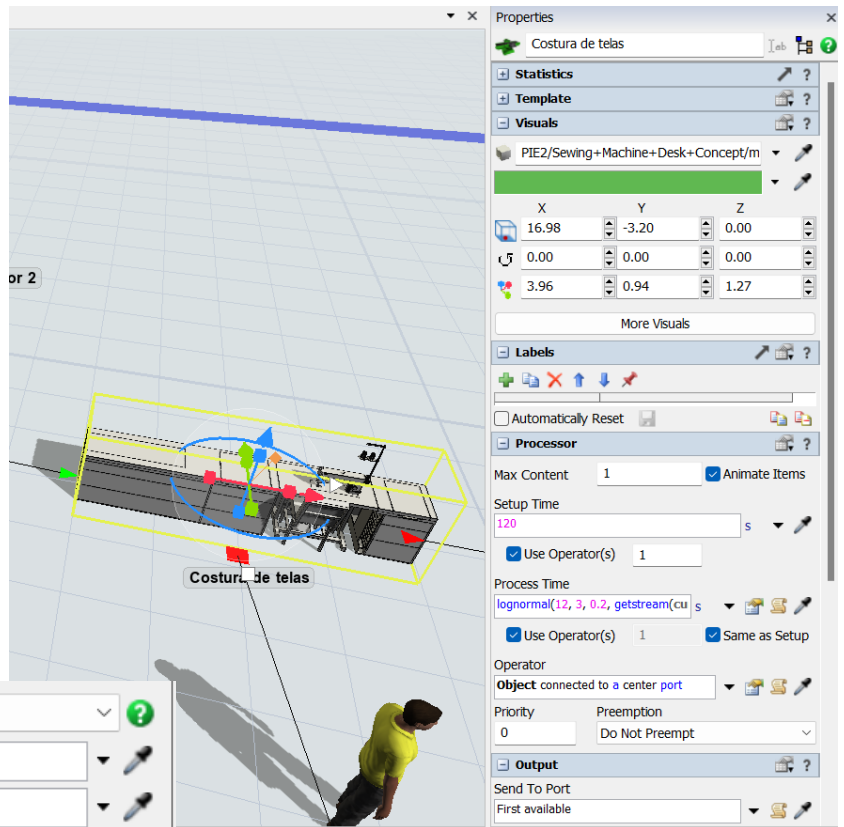 or 2
Costura de telas
Properties
Costura de telas
Statistics
?
Template
?
Visuals
?
PIE2/Sewing+Machine+Desk+Concept/m
X Y Z
16.98 -3.20 0.00
0.00 0.00 0.00
3.96 0.94 1.27
More Visuals
Labels
?
Automatically Reset
Processor
?
Max Content 1 Animate Items
Setup Time
120 s
Use Operator(s) 1
Process Time
lognormal(12, 3, 0.2, getstream(cu s
Use Operator(s) 1 Same as Setup
Operator
Object connected to a center port
Priority Preemption
0 Do Not Preempt
Output
?
Send To Port
First available